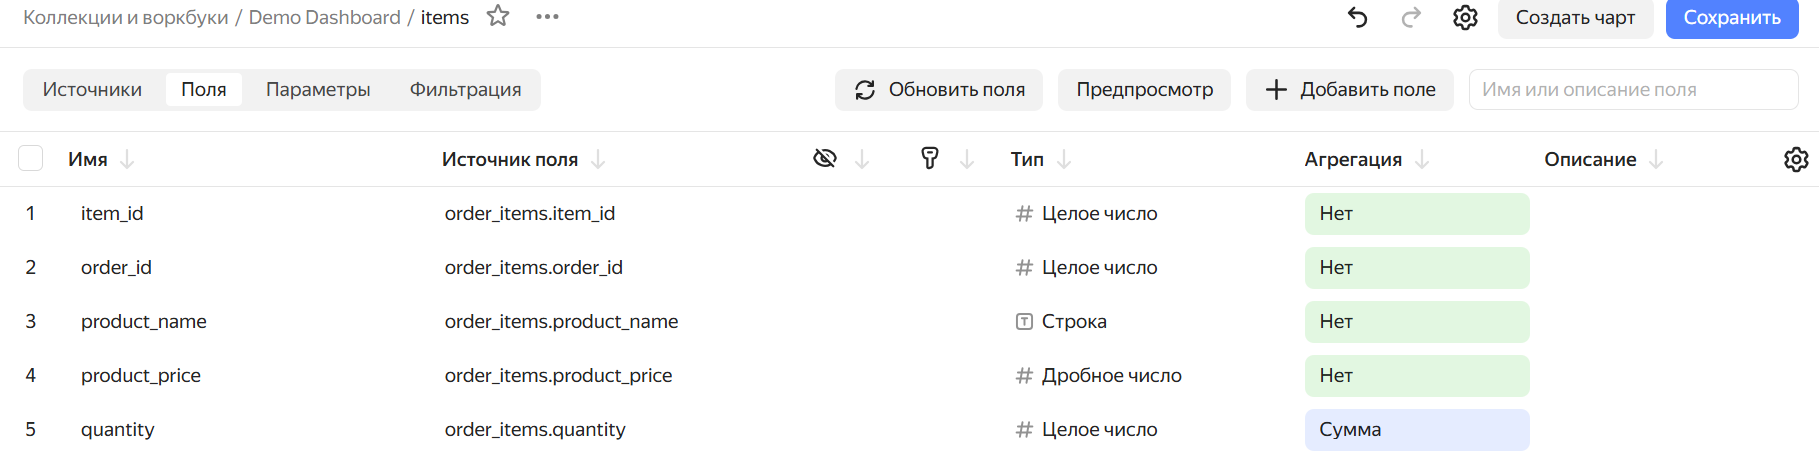 Коллекции и воркбуки / Demo Dashboard / items
Создать чарт
Сохранить
Источники Поля Параметры Фильтрация
Обновить поля
Предпросмотр
Добавить поле
Имя или описание поля
Имя Источник поля Тип Агрегация Описание
1 item_id order_items.item_id Целое число Нет
2 order_id order_items.order_id Целое число Нет
3 product_name order_items.product_name Строка Нет
4 product_price order_items.product_price Дробное число Нет
5 quantity order_items.quantity Целое число Сумма